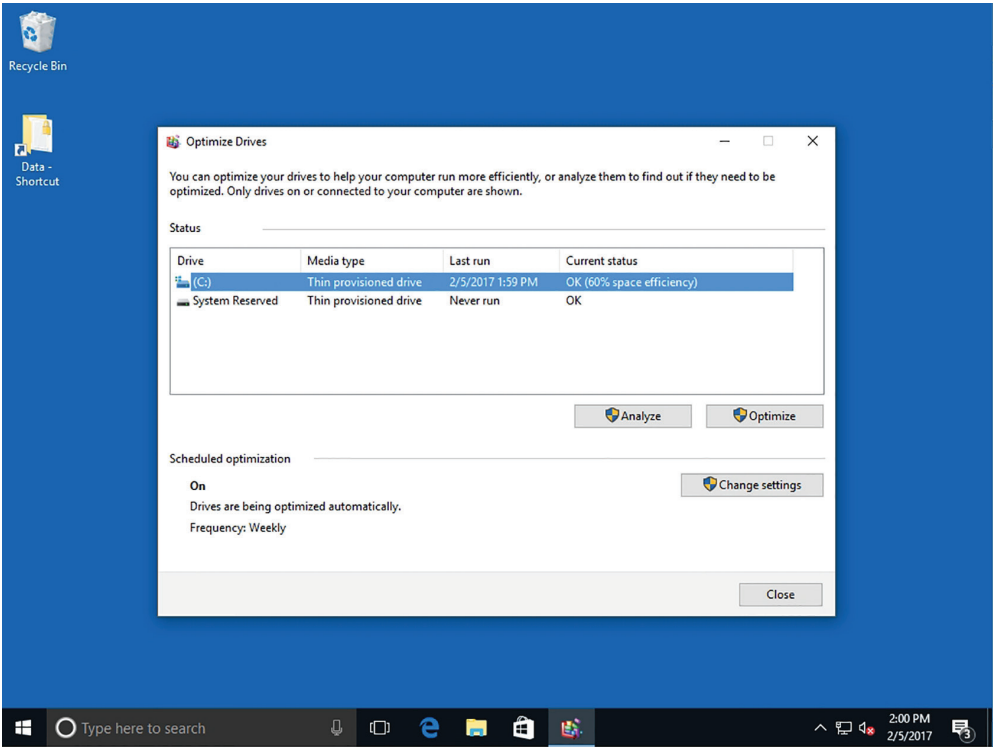 Recycle Bin
Data -
Shortcut
Optimize Drives
You can optimize your drives to help your computer run more efficiently, or analyze them to find out if they need to be
optimized. Only drives on or connected to your computer are shown.
Status
Drive Media type Last run Current status
(C:) Thin provisioned drive 2/5/2017 1:59 PM OK (60% space efficiency)
System Reserved Thin provisioned drive Never run OK
Analyze Optimize
Scheduled optimization
On Change settings
Drives are being optimized automatically.
Frequency: Weekly
Close
Type here to search
2:00 PM
2/5/2017
3